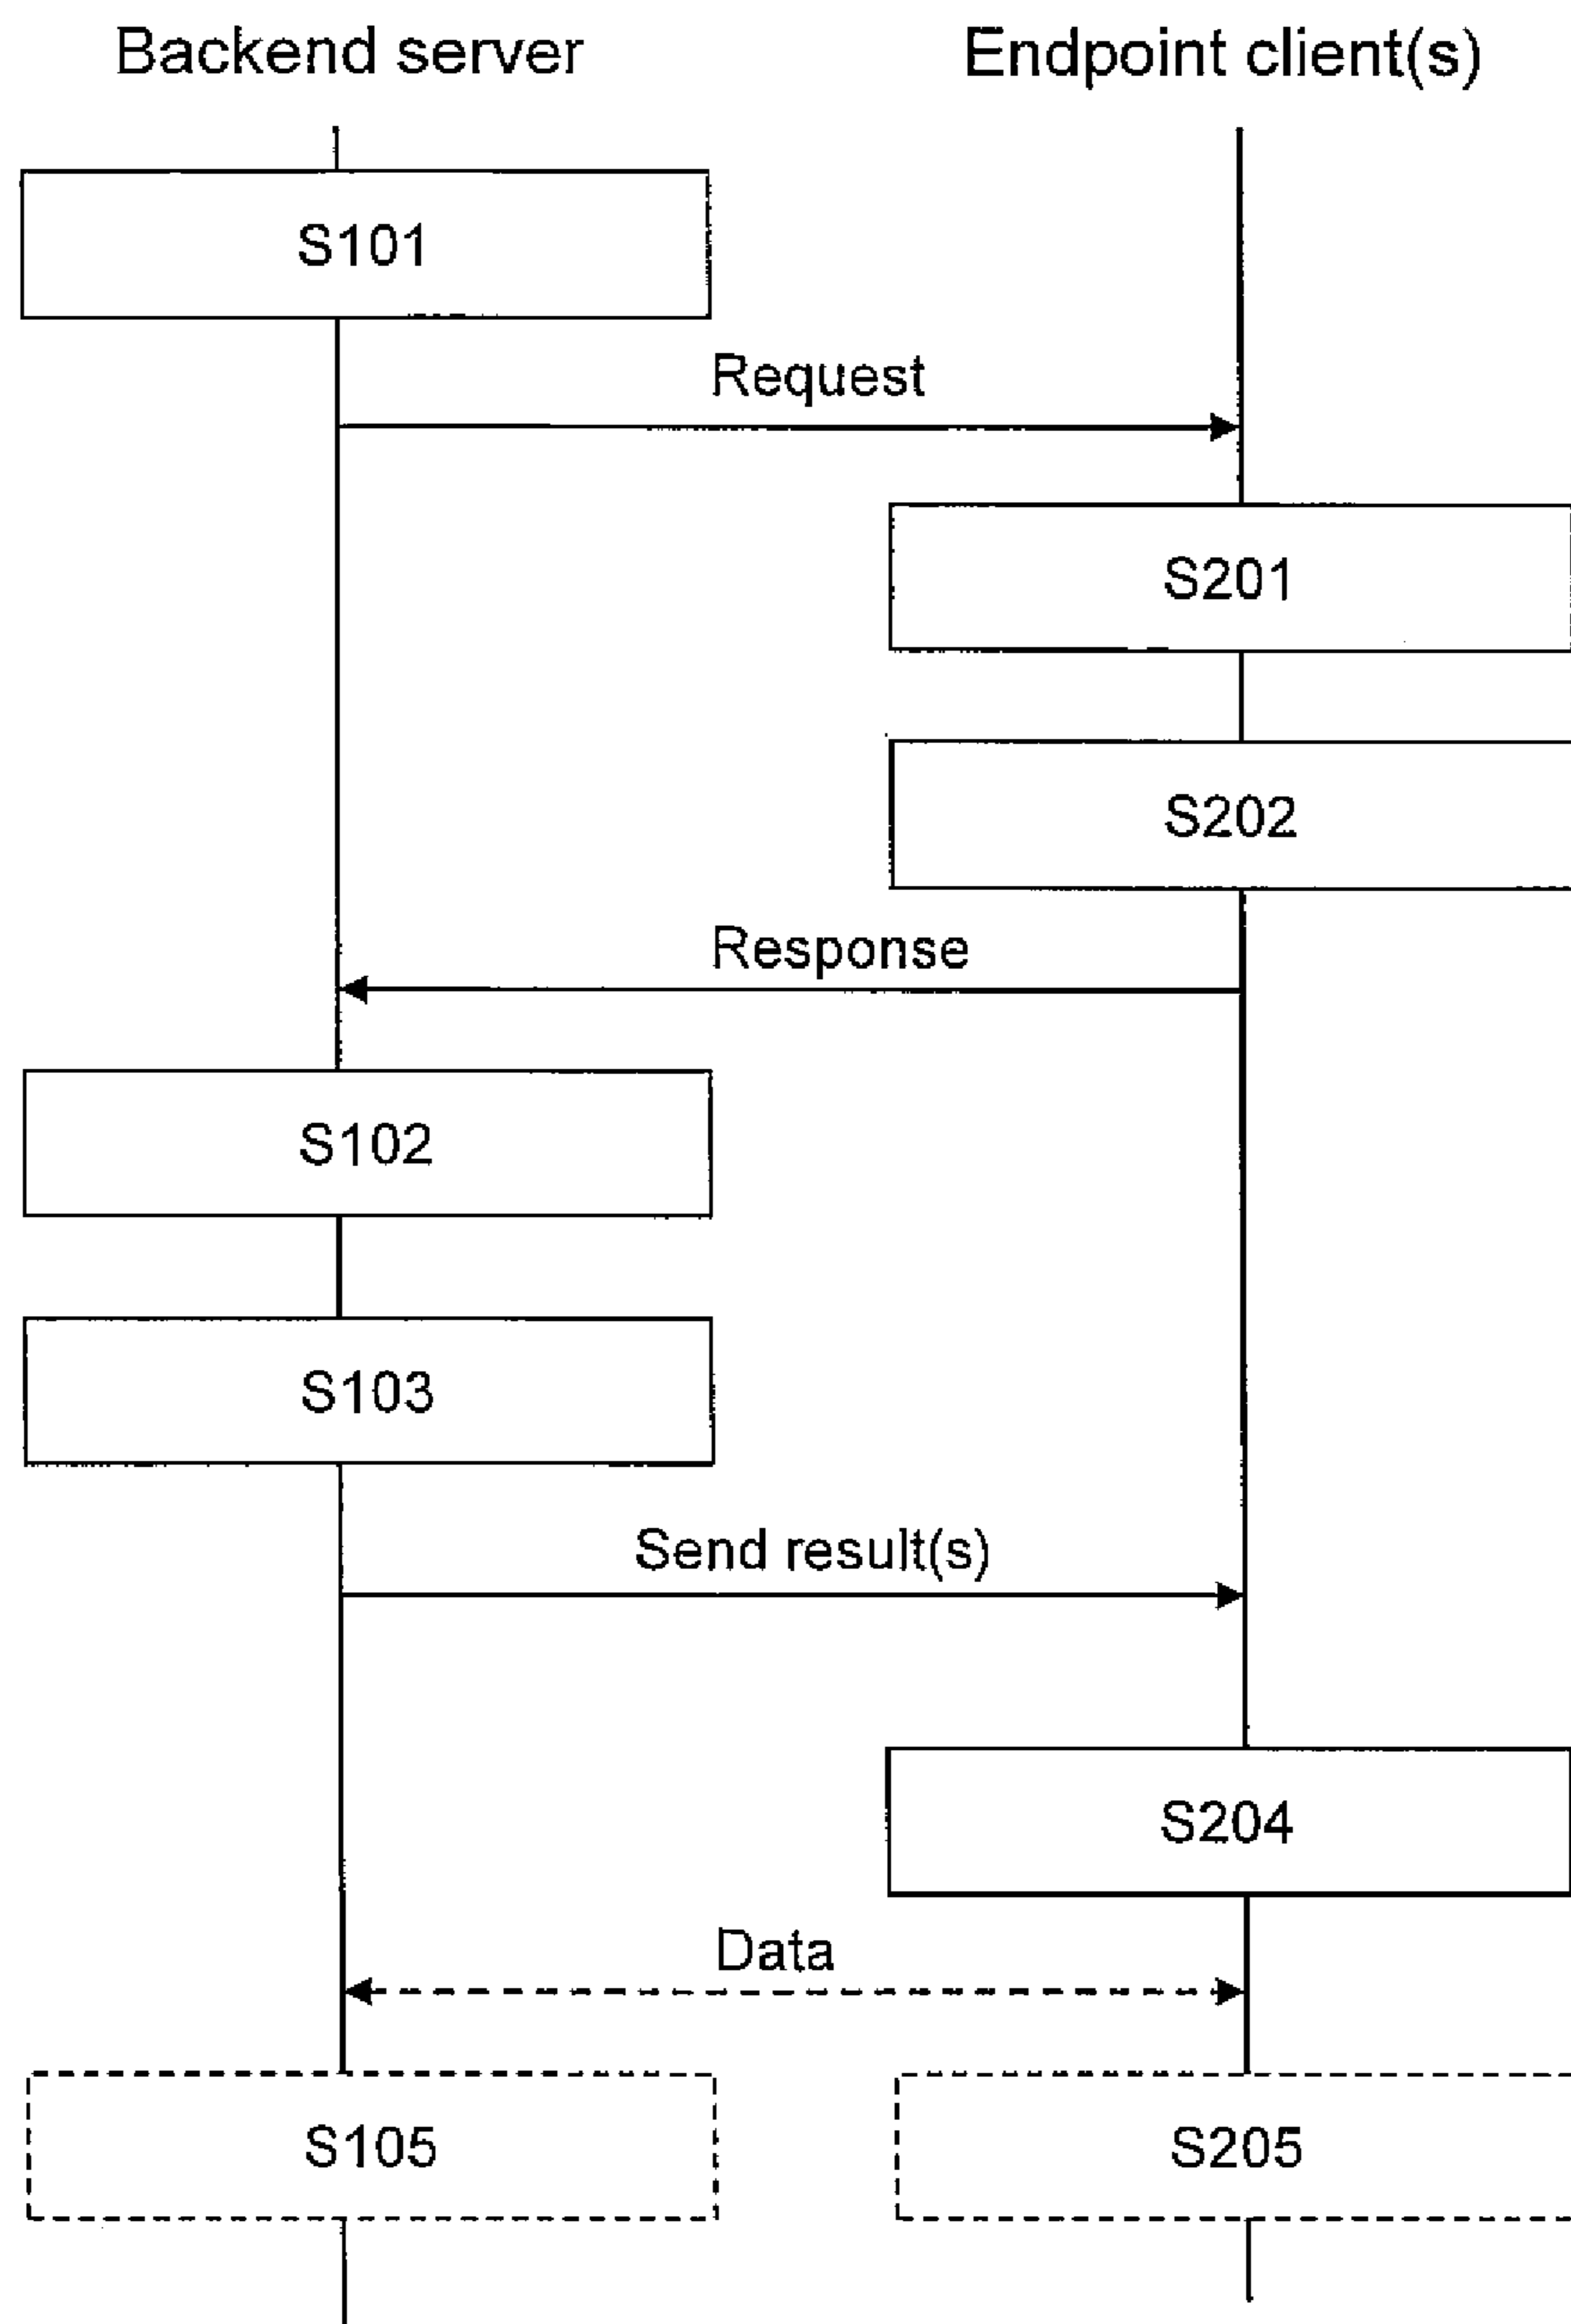 Backend server
Endpoint client(s)
S101
Request
S201
S202
Response
S102
S103
Send result(s)
S204
Data
S105
S205